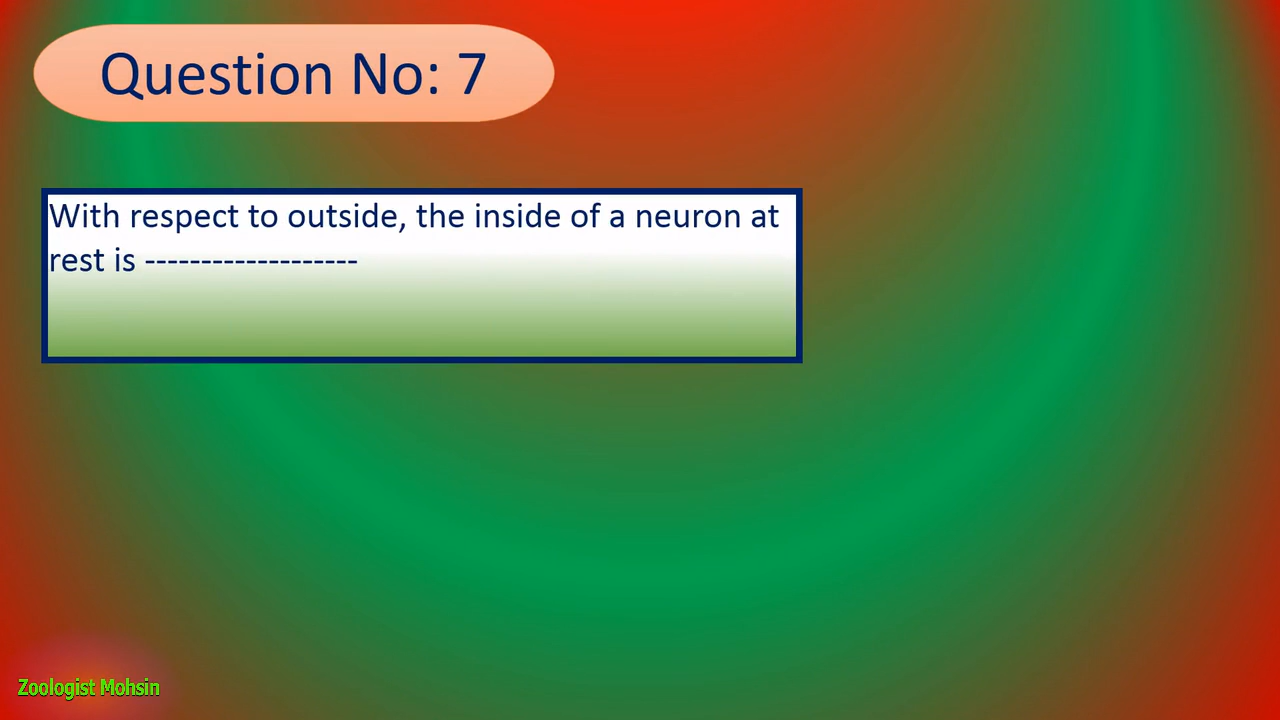 Question No: 7
With respect to outside, the inside of a neuron at
rest is -------------------
Zoologist Mohsin